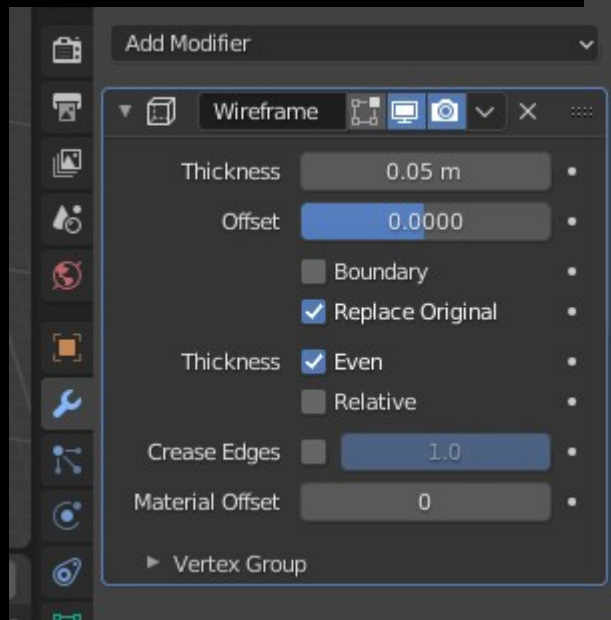 Add Modifier
Wireframe
Thickness 0.05 m
Offset 0.0000
Boundary
Replace Original
Thickness Even
Relative
Crease Edges 1.0
Material Offset 0
Vertex Group